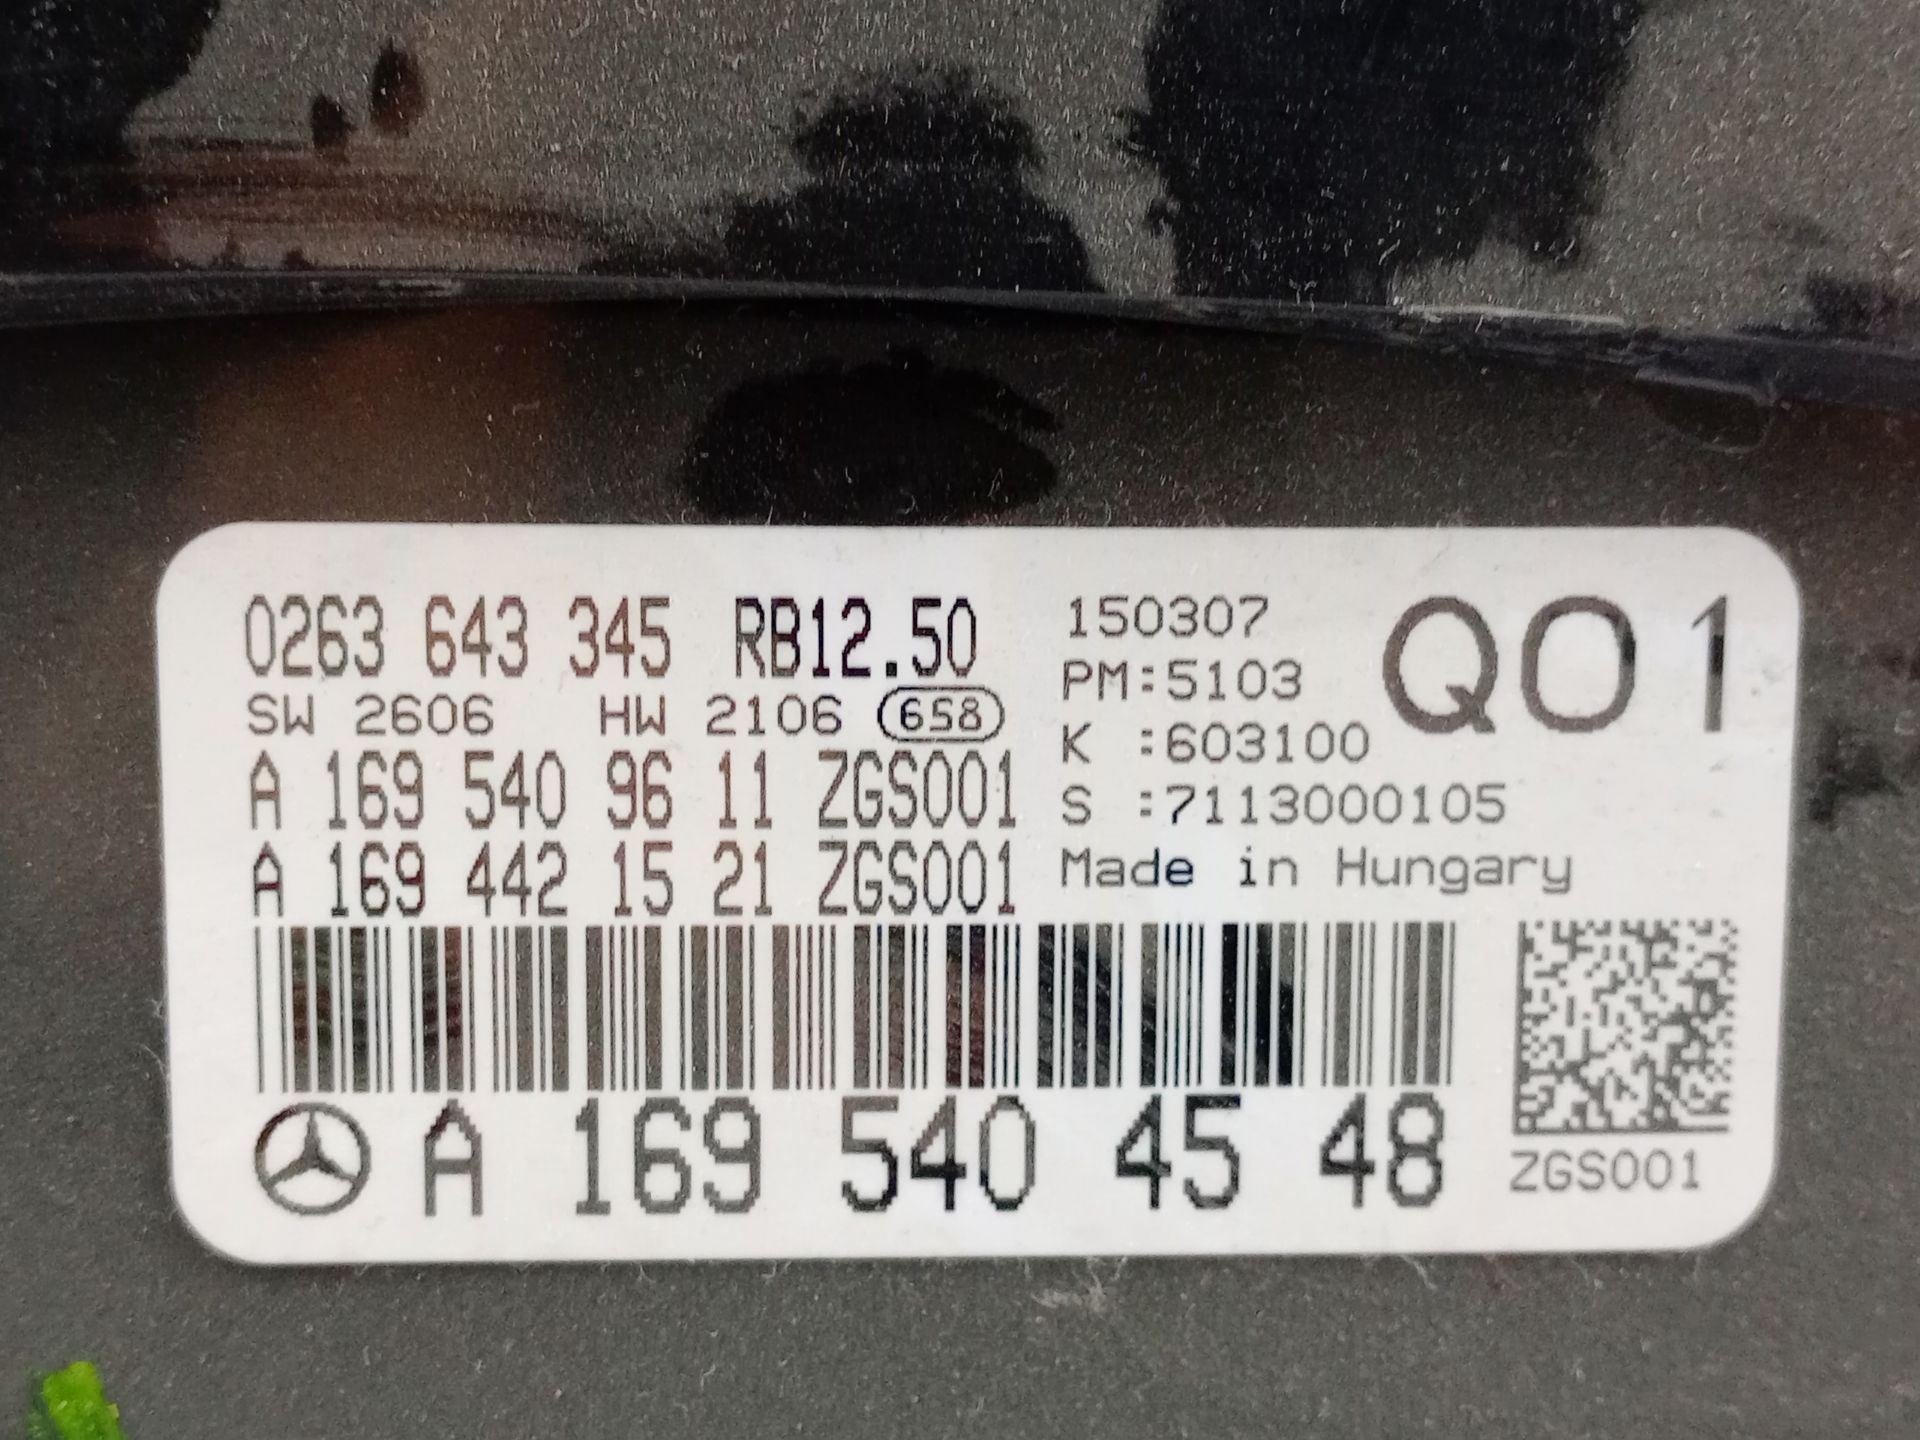 0263 643 345 RB12.50
SW 2606 HW 2106 658
A 169 540 96 11 ZGS001
A 169 442 15 21 ZGS001
150307
PM:5103
K :603100
S :7113000105
Made in Hungary
Q01
A 169 540 45 48
ZGS001